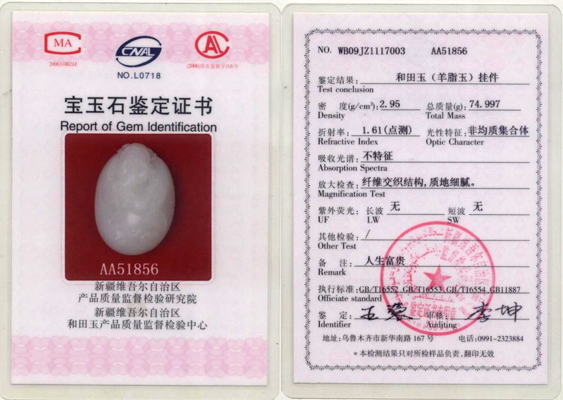 MA
CNAL
NO.L0718
宝玉石鉴定证书
Report of Gem Identification
AA51856
新疆维吾尔自治区
产品质量监督检验研究院
新疆维吾尔自治区
和田玉产品质量监督检验中心
NO. WB09JZ1117003 AA51856
鉴定结果: 和田玉（羊脂玉）挂件
Test conclusion
密 度(g/cm³): 2.95 总质量(g): 74.997
Density Total Mass
折射率: 1.61(点测) 光性特征: 非均质集合体
Refractive Index Optic Character
吸收光谱: 不特征
Absorption Spectra
放大检查: 纤维交织结构,质地细腻。
Magnification Test
紫外荧光: 长波 无 短波 无
UF LW SW
其他检验: /
Other Test
备 注: 人生富贵
Remark
执行标准: GB/T16552 GB/T16553 GB/T16554 GB11887
Officiate standard
鉴定: 审核: 李坤
Identifier Auditing
地址: 乌鲁木齐市新华南路 167 号 电话: 0991-2323884
*本检测结果只对所检样品负责,翻印无效